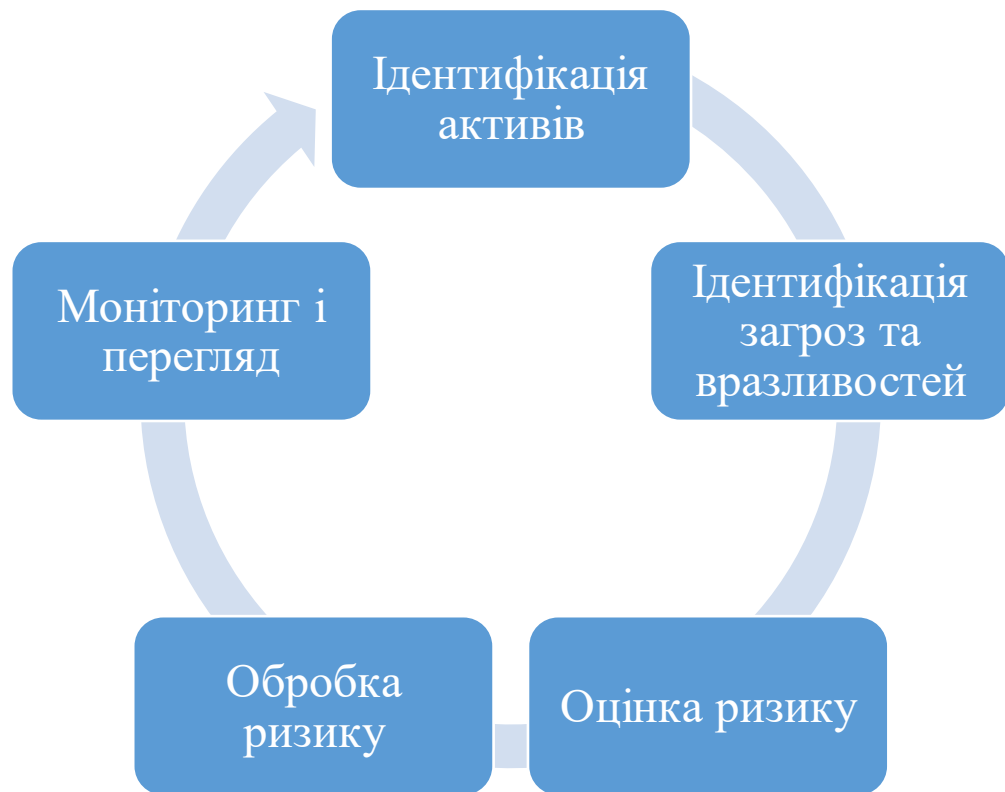 Ідентифікація
активів
Ідентифікація
загроз та
вразливостей
Оцінка ризику
Обробка
ризику
Моніторинг і
перегляд